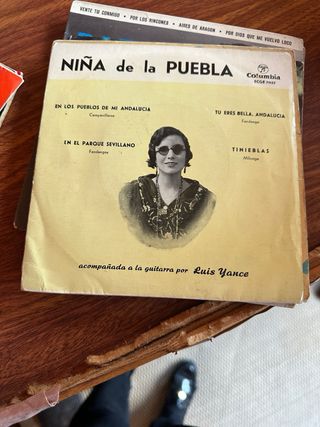 VENTE TU CONMIGO - POR LOS RINCONES - AIRES DE ARAGON - POR DIOS QUE ME VUELVO LOCO
NIÑA de la PUEBLA
Columbia
EN LOS PUEBLOS DE MI ANDALUCIA
Campanilleros
TU ERES BELLA, ANDALUCIA
Fandango
EN EL PARQUE SEVILLANO
Fandangos
TINIEBLAS
Milonga
acompañada a la guitarra por Luis Yance